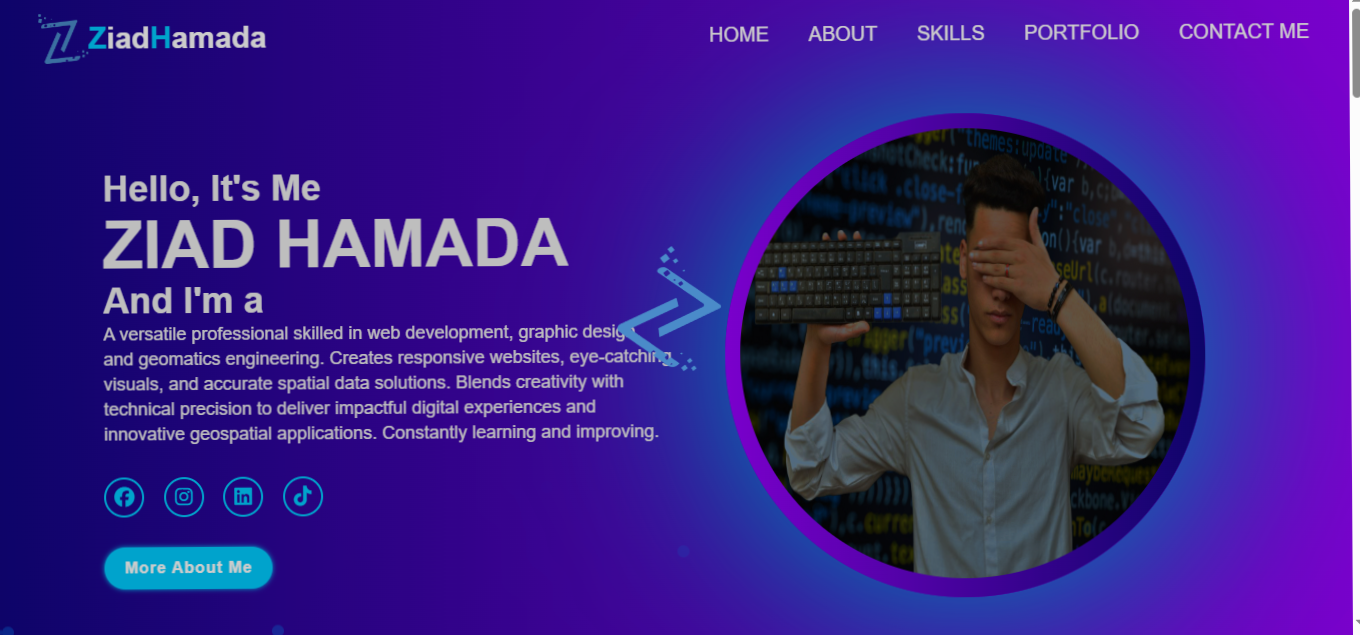 ZiadHamada
HOME
ABOUT
SKILLS
PORTFOLIO
CONTACT ME
Hello, It's Me
ZIAD HAMADA
And I'm a
A versatile professional skilled in web development, graphic design,
and geomatics engineering. Creates responsive websites, eye-catching
visuals, and accurate spatial data solutions. Blends creativity with
technical precision to deliver impactful digital experiences and
innovative geospatial applications. Constantly learning and improving.
More About Me